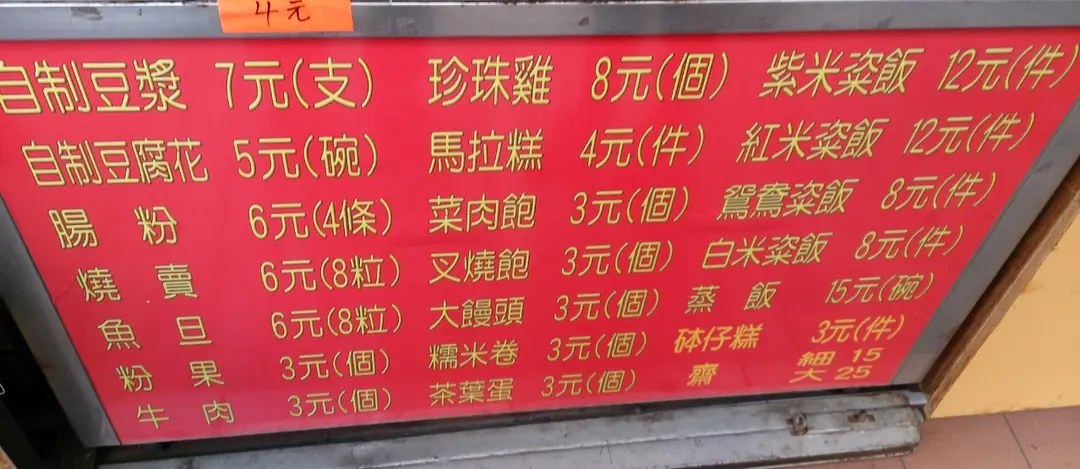 4元
自制豆漿 7元(支) 珍珠雞 8元(個) 紫米粢飯 12元(件)
自制豆腐花 5元(碗) 馬拉糕 4元(件) 紅米粢飯 12元(件)
腸粉 6元(4條) 菜肉飽 3元(個) 鴛鴦粢飯 8元(件)
燒賣 6元(8粒) 叉燒飽 3元(個) 白米粢飯 8元(件)
魚旦 6元(8粒) 大饅頭 3元(個) 蒸飯 15元(碗)
粉果 3元(個) 糯米卷 3元(個) 砵仔糕 3元(件)
牛肉 3元(個) 茶葉蛋 3元(個) 齋 細 15
大 25